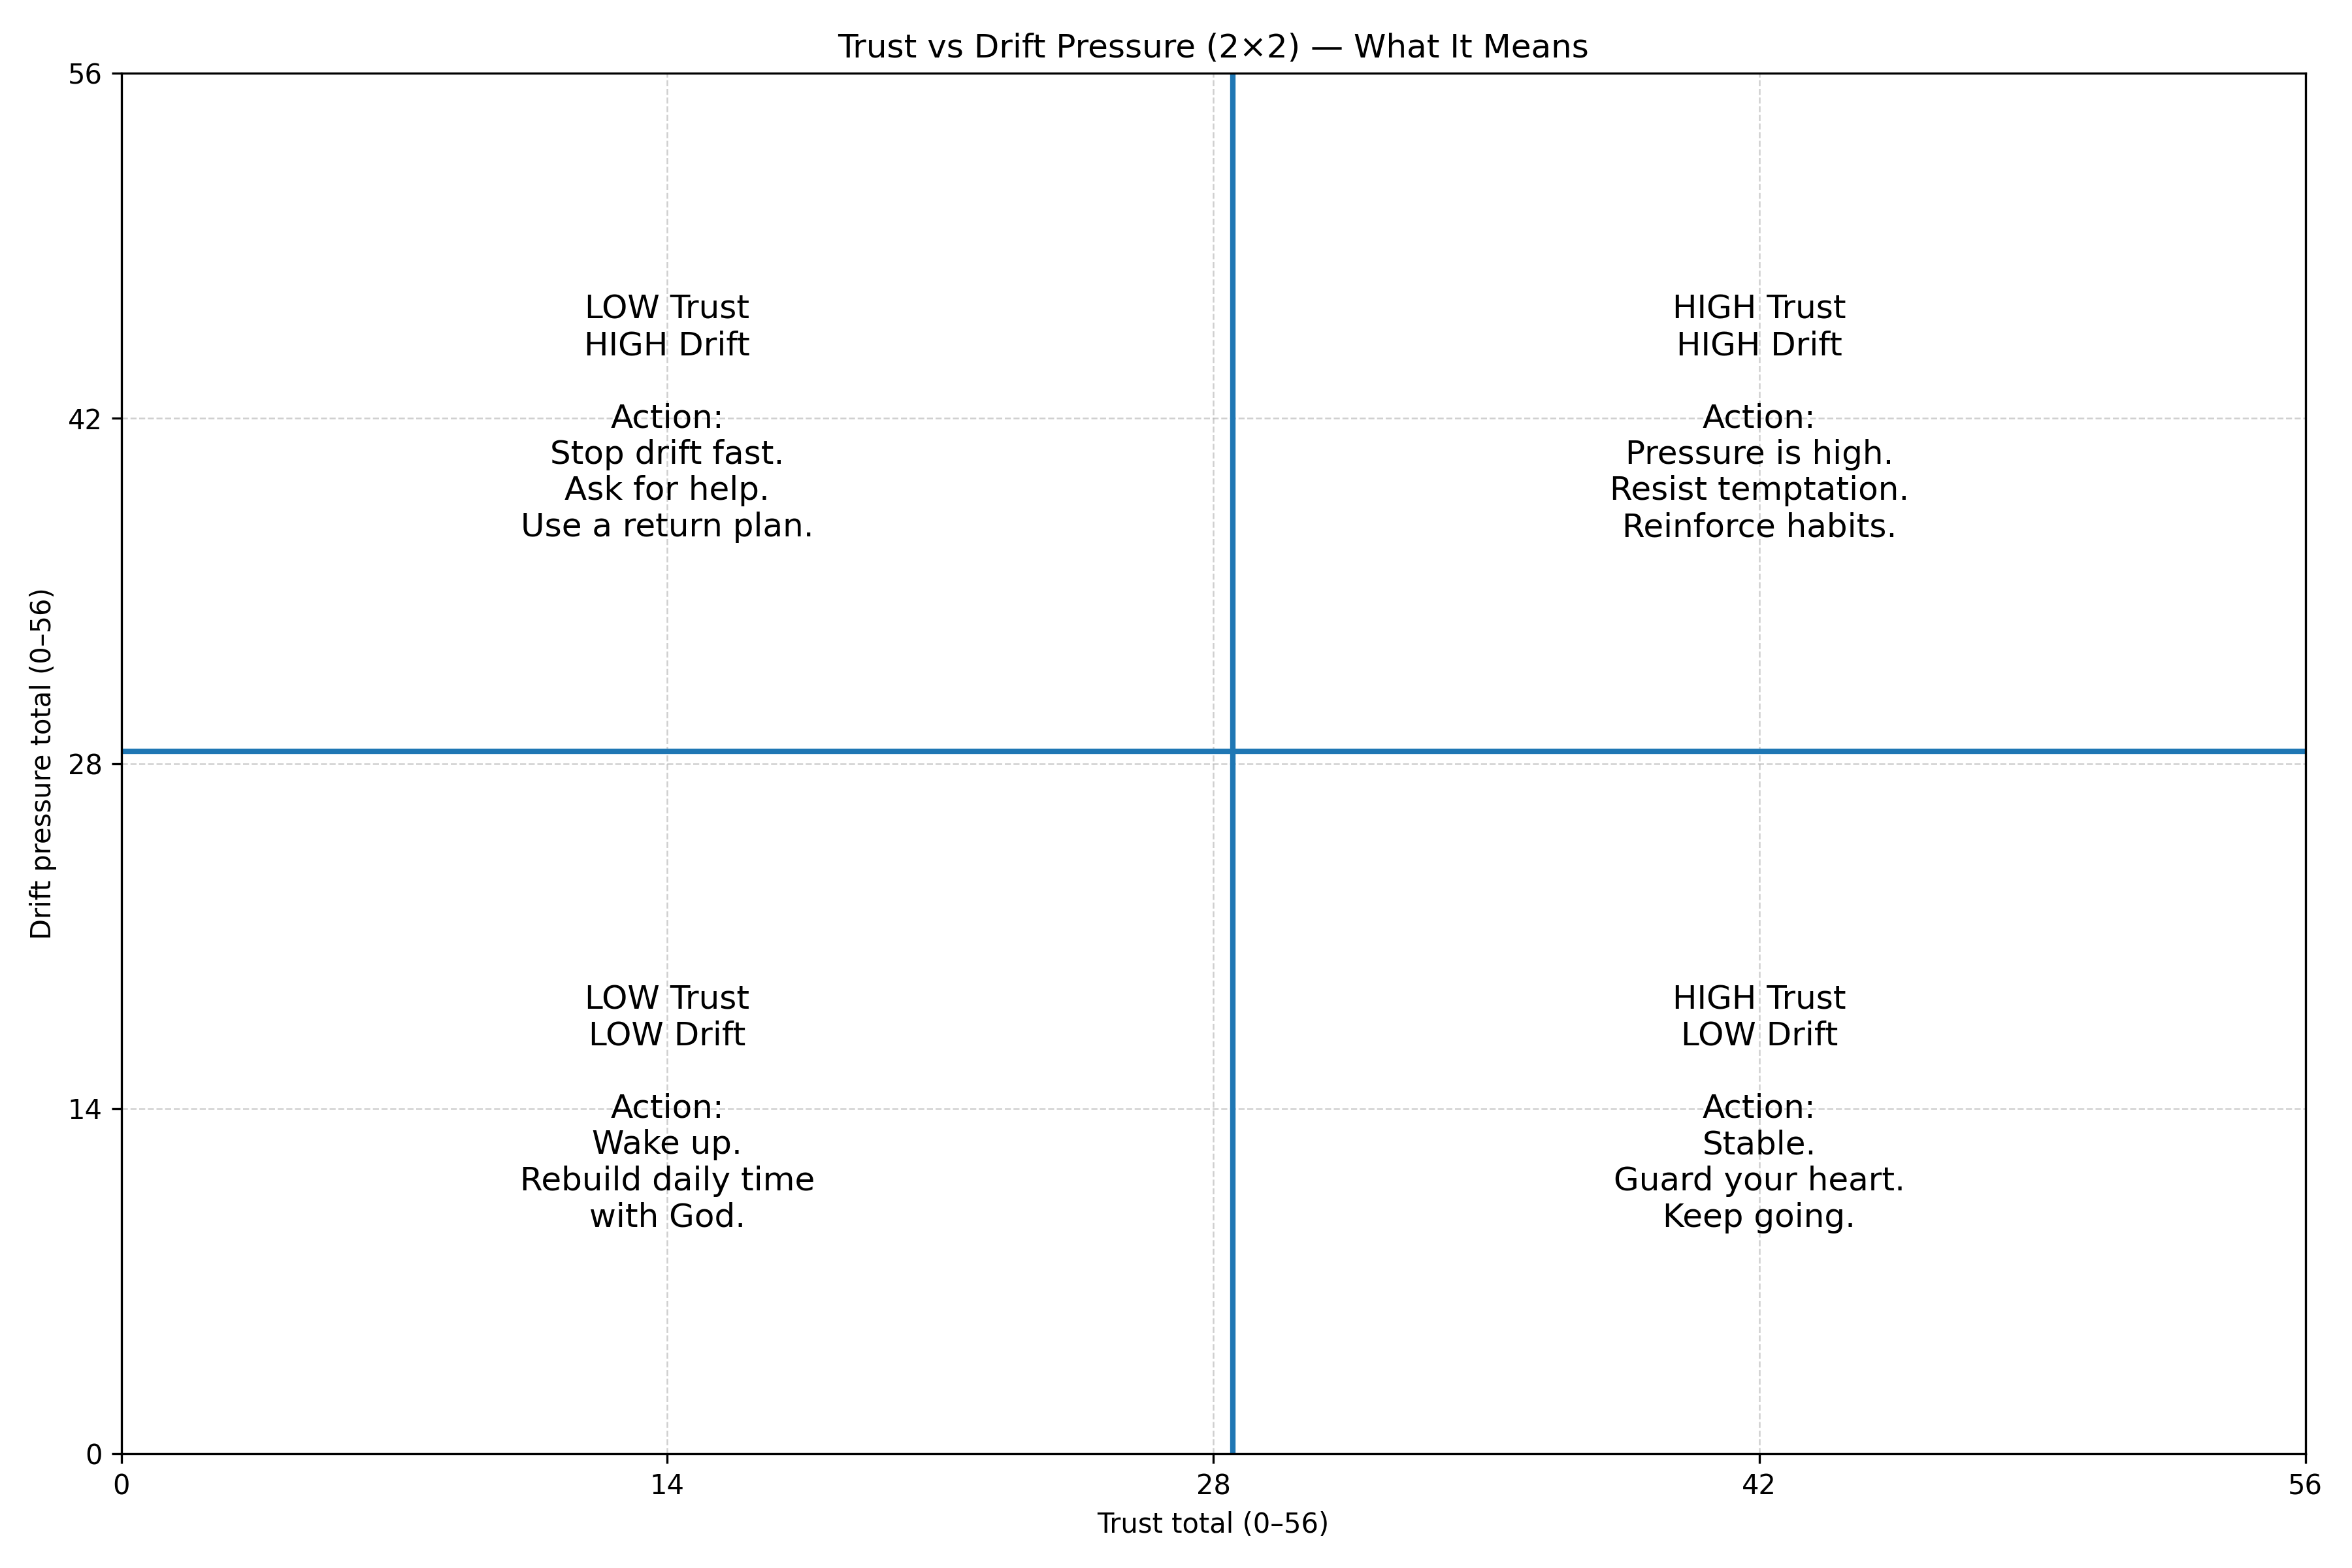 Trust vs Drift Pressure (2×2) — What It Means
56
42
28
14
0
Drift pressure total (0–56)
LOW Trust
HIGH Drift
Action:
Stop drift fast.
Ask for help.
Use a return plan.
HIGH Trust
HIGH Drift
Action:
Pressure is high.
Resist temptation.
Reinforce habits.
LOW Trust
LOW Drift
Action:
Wake up.
Rebuild daily time
with God.
HIGH Trust
LOW Drift
Action:
Stable.
Guard your heart.
Keep going.
0
14
28
42
56
Trust total (0–56)